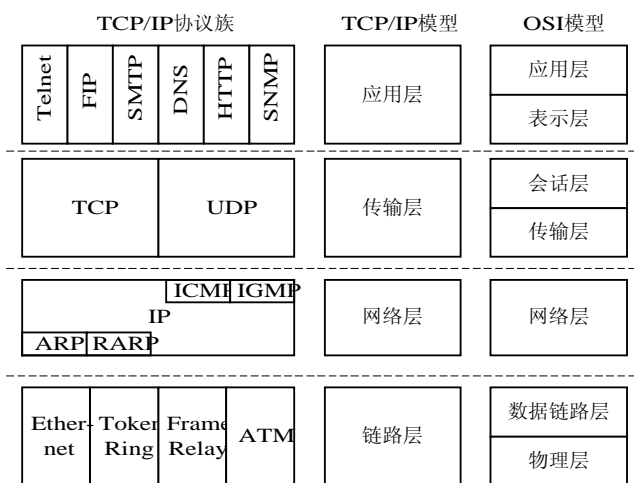 TCP/IP协议族 TCP/IP模型 OSI模型
Telnet FIP SMTP DNS HTTP SNMP
应用层
应用层
表示层
TCP UDP
传输层
会话层
传输层
ICMP IGMP
IP
ARP RARP
网络层
网络层
Ether-
net
Token
Ring
Frame
Relay
ATM
链路层
数据链路层
物理层